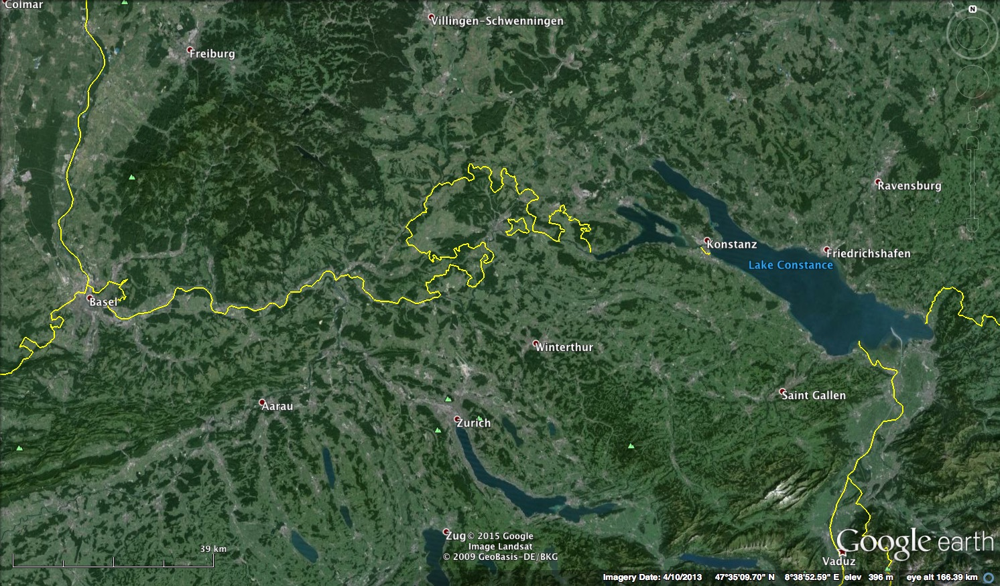 Colmar
Villingen-Schwenningen
N
Freiburg
Ravensburg
Konstanz
Friedrichshafen
Lake Constance
Basel
Winterthur
Saint Gallen
Aarau
Zurich
Zug
© 2015 Google
Image Landsat
© 2009 GeoBasis-DE/BKG
39 km
Google earth
Vaduz
Imagery Date: 4/10/2013 47°35'09.70" N 8°38'52.59" E elev 396 m eye alt 166.39 km